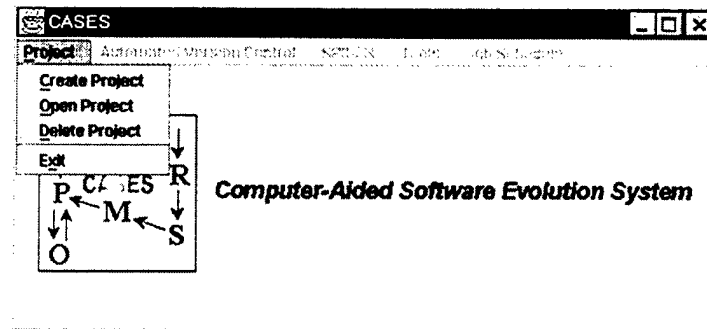 CASES
Project Automated Version Control
Create Project
Open Project
Delete Project
Exit
R
P
M
S
O
Computer-Aided Software Evolution System